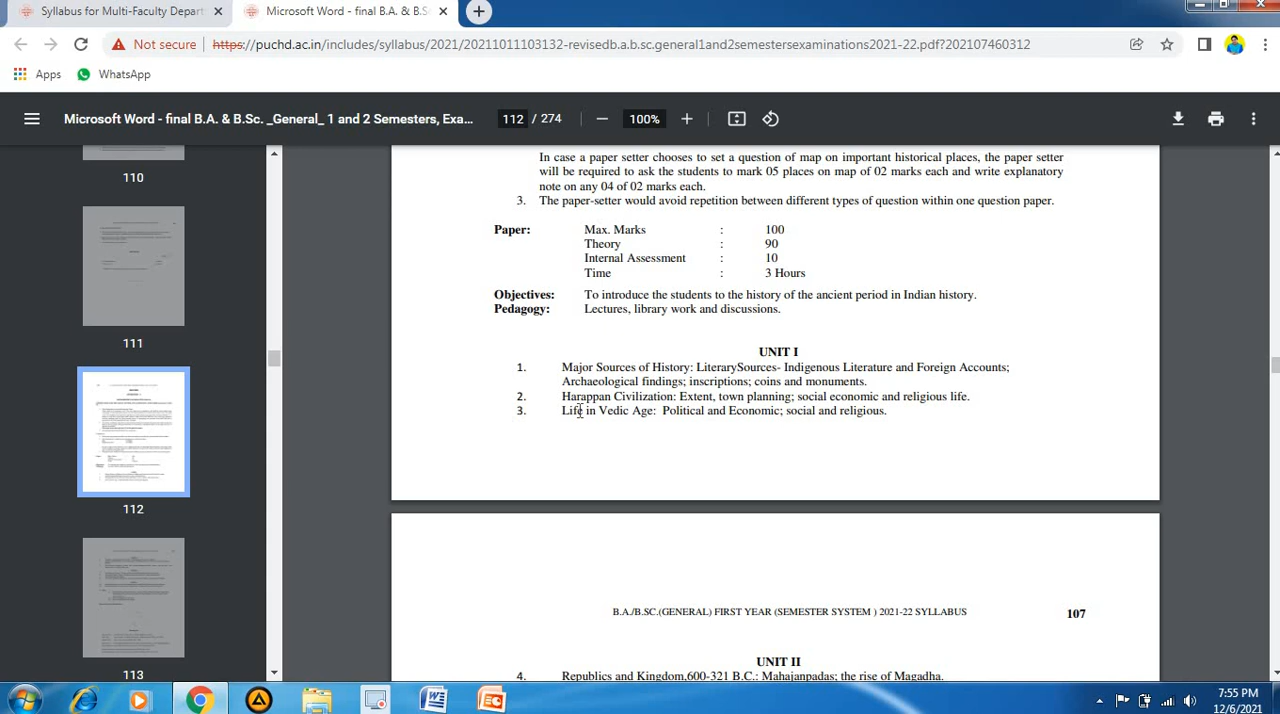 Syllabus for Multi-Faculty Depart
Microsoft Word - final B.A. & B.S
Not secure
https://puchd.ac.in/includes/syllabus/2021/20211011103132-revisedb.a.b.sc.general1and2semestersexaminations2021-22.pdf?202107460312
Apps
WhatsApp
Microsoft Word - final B.A. & B.Sc. _General_ 1 and 2 Semesters, Exa...
112 / 274
100%
110
111
112
113
In case a paper setter chooses to set a question of map on important historical places, the paper setter
will be required to ask the students to mark 05 places on map of 02 marks each and write explanatory
note on any 04 of 02 marks each.
3. The paper-setter would avoid repetition between different types of question within one question paper.
Paper: Max. Marks : 100
Theory : 90
Internal Assessment : 10
Time : 3 Hours
Objectives: To introduce the students to the history of the ancient period in Indian history.
Pedagogy: Lectures, library work and discussions.
UNIT I
1. Major Sources of History: LiterarySources- Indigenous Literature and Foreign Accounts;
Archaeological findings; inscriptions; coins and monments.
2. Harappan Civilization: Extent, town planning; social economic and religious life.
3. Life in Vedic Age: Political and Economic; social and religious.
B.A./B.SC.(GENERAL) FIRST YEAR (SEMESTER SYSTEM ) 2021-22 SYLLABUS 107
UNIT II
4. Republics and Kingdom,600-321 B.C.: Mahajanpadas; the rise of Magadha.
7:55 PM
12/6/2021